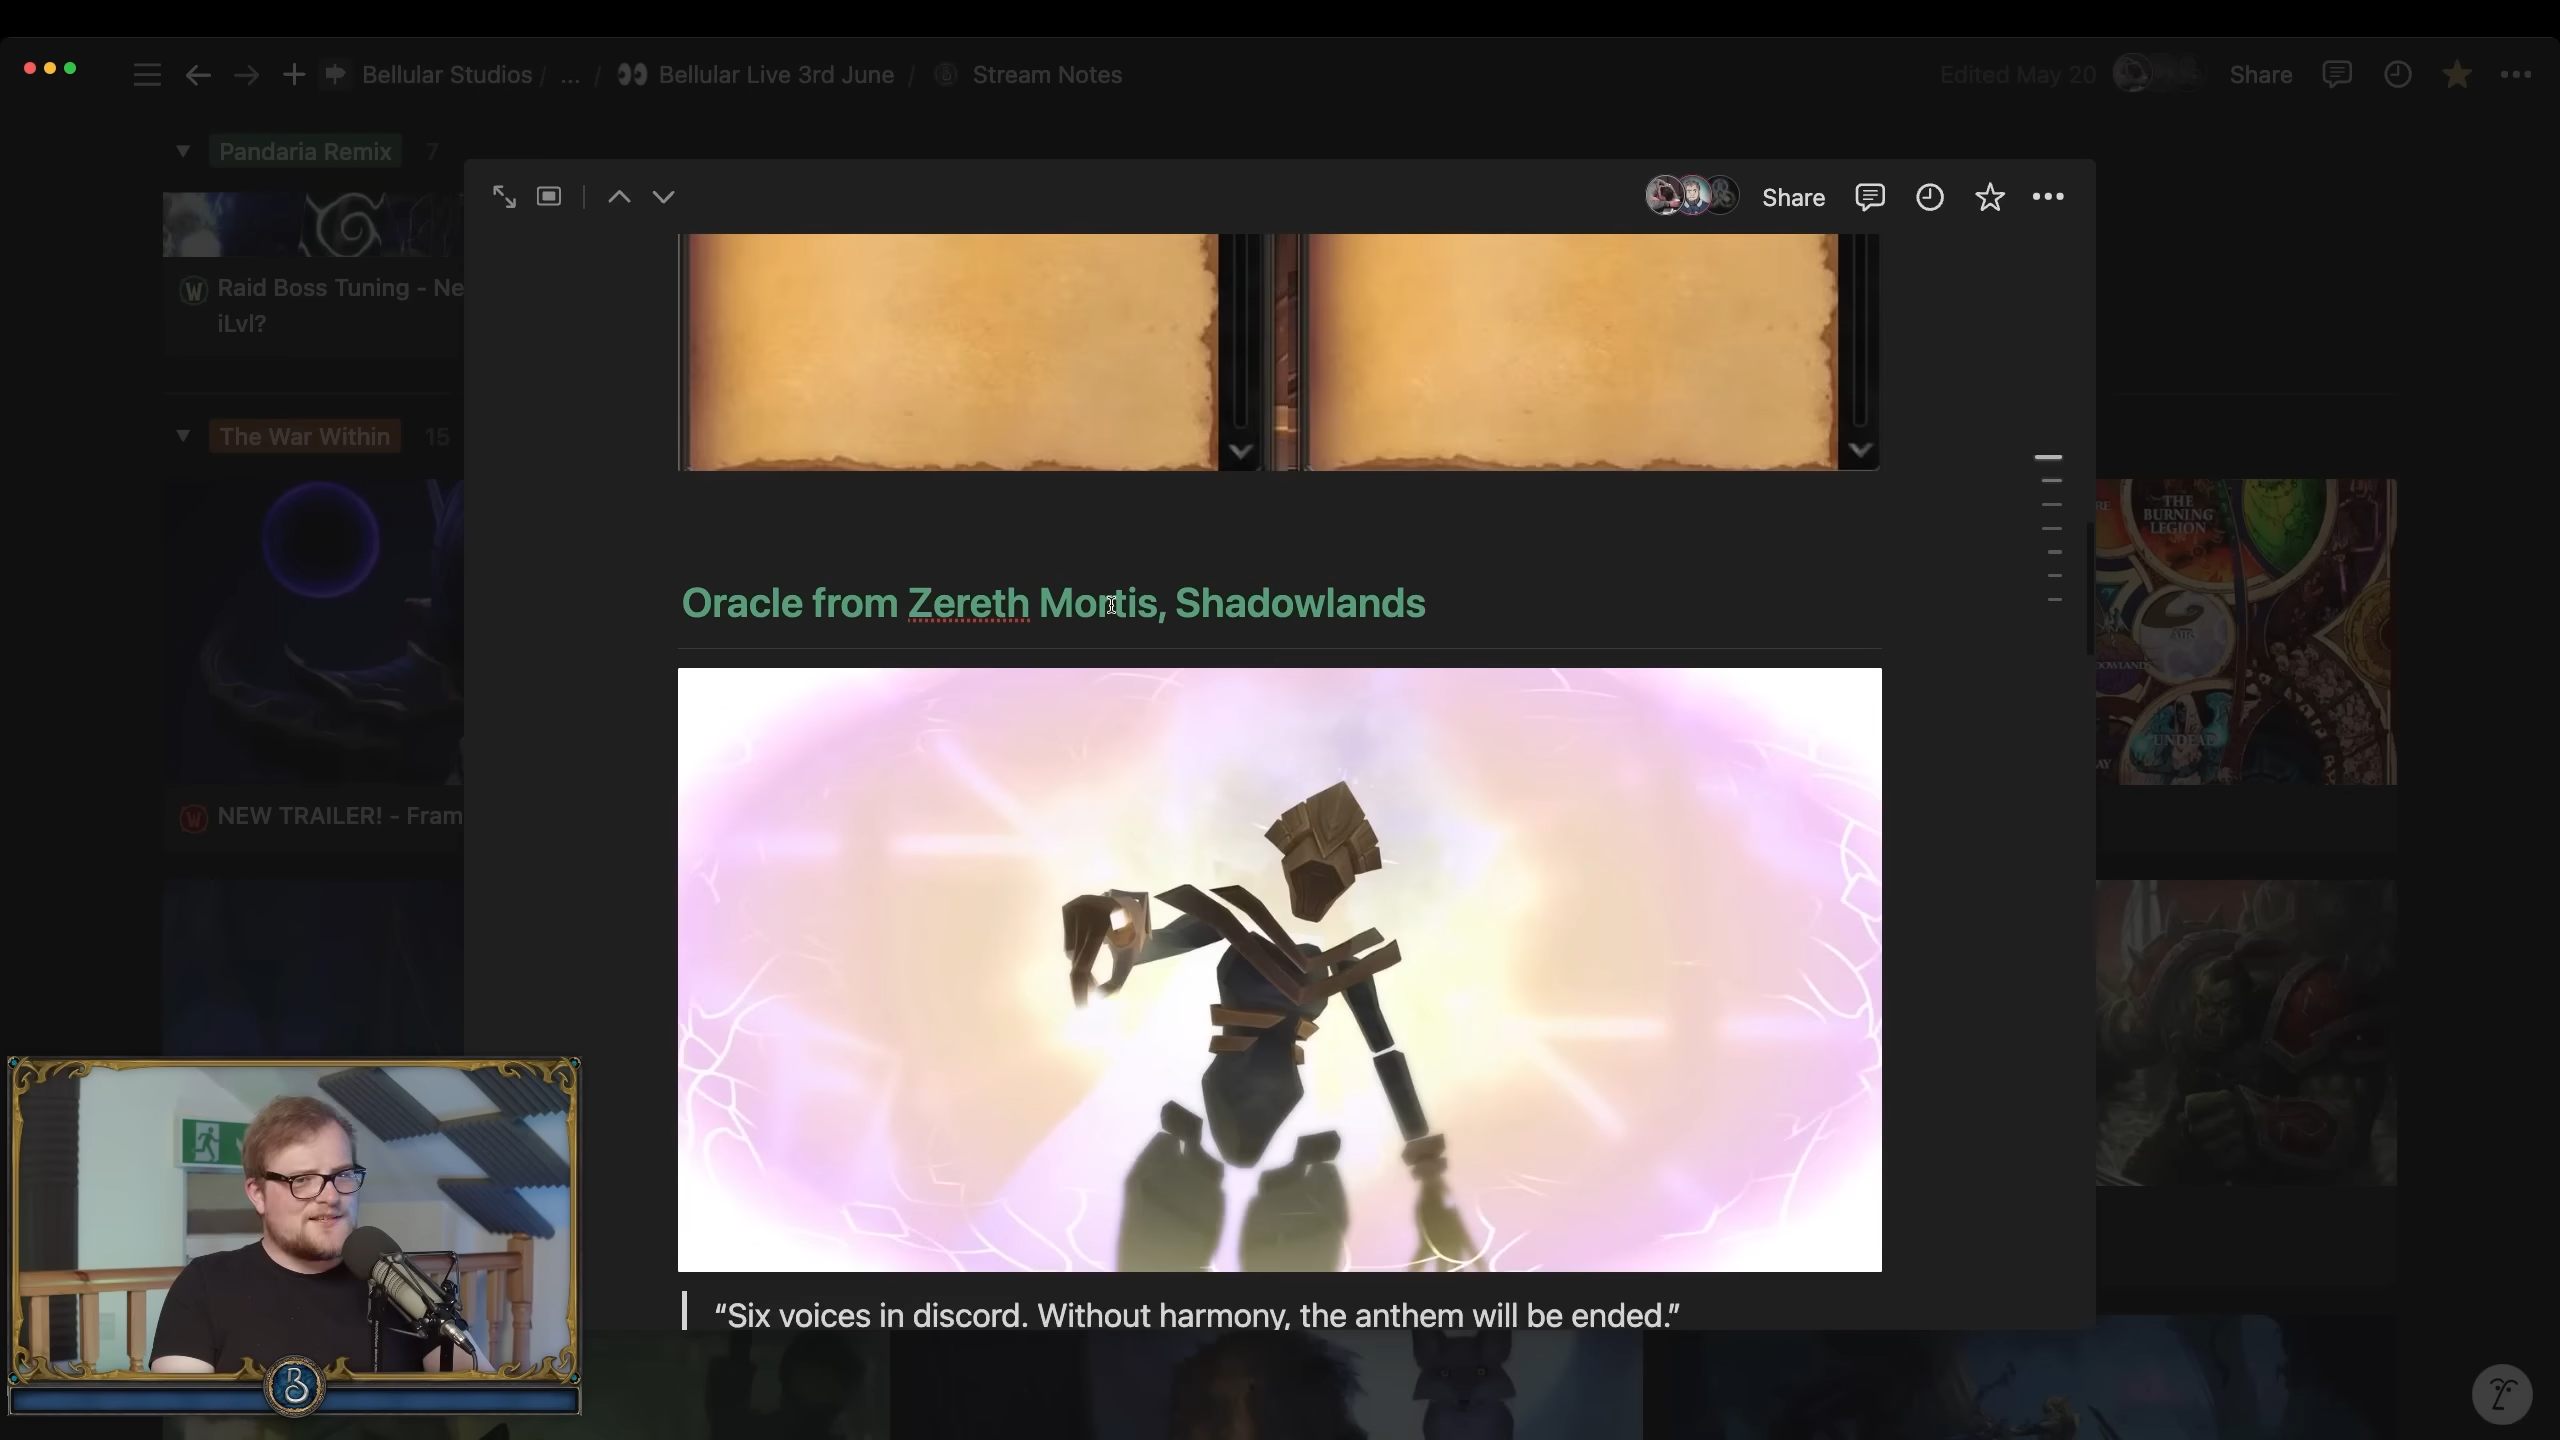 Bellular Studios / ... / Bellular Live 3rd June / Stream Notes
Edited May 20
Share
Pandaria Remix 7
Share
Raid Boss Tuning - Ne
iLvl?
The War Within 15
THE
BURNING
LEGION
Oracle from Zereth Mortis, Shadowlands
AIR
UNDEAD
NEW TRAILER! - Fram
“Six voices in discord. Without harmony, the anthem will be ended.”
B